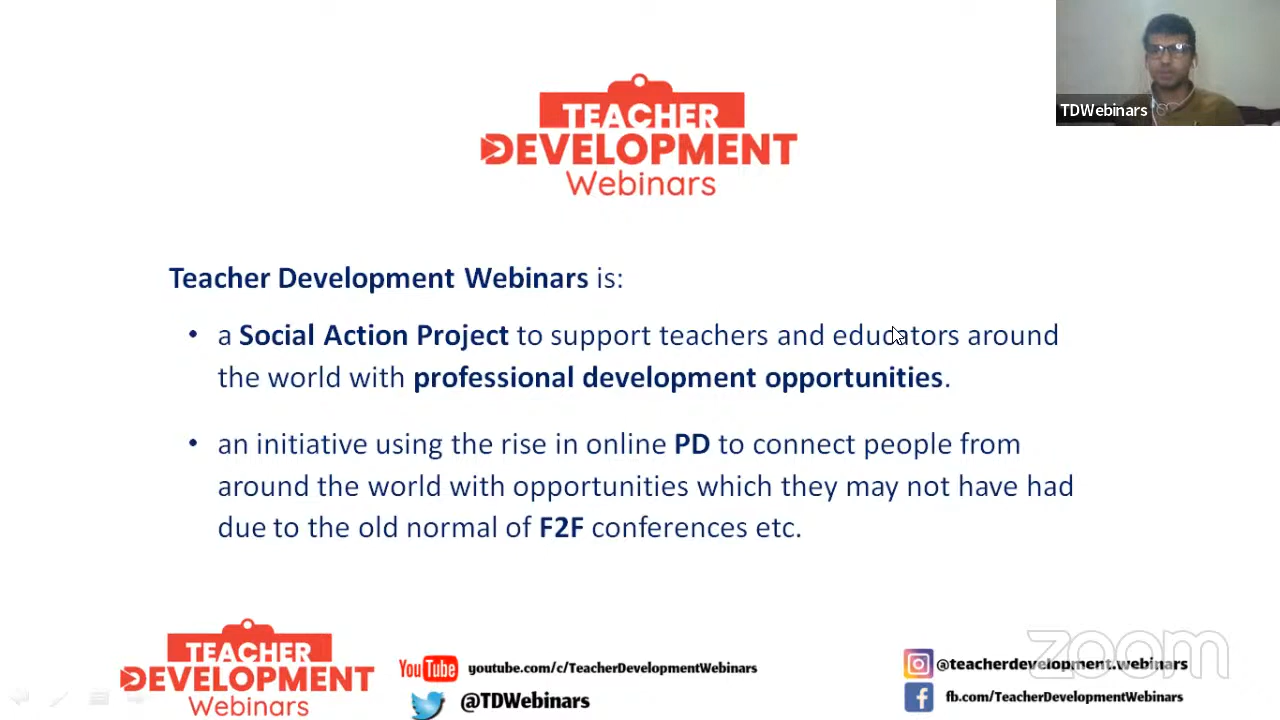 TDWebinars
TEACHER
DEVELOPMENT
Webinars
Teacher Development Webinars is:
• a Social Action Project to support teachers and educators around
the world with professional development opportunities.
• an initiative using the rise in online PD to connect people from
around the world with opportunities which they may not have had
due to the old normal of F2F conferences etc.
TEACHER
DEVELOPMENT
Webinars
YouTube youtube.com/c/TeacherDevelopmentWebinars
@TDWebinars
@teacherdevelopment.webinars
fb.com/TeacherDevelopmentWebinars
zoom